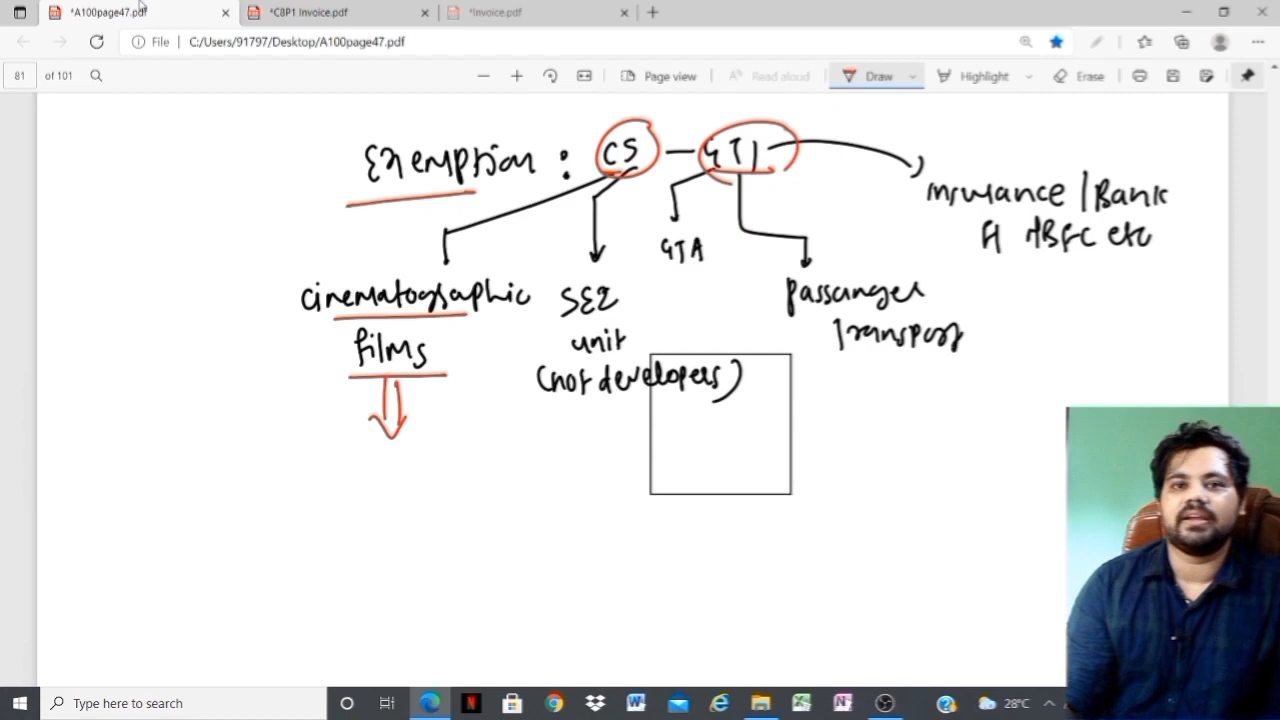 *A100page47.pdf
*CBP1 Invoice.pdf
*Invoice.pdf
File
C:/Users/91797/Desktop/A100page47.pdf
81 of 101
Page view
Read aloud
Draw
Highlight
Erase
Exemption : CS — GTI
Insurance / Bank
FI NBFC etc
GTA
cinematographic
films
SEZ
unit
(not developers)
Passanger
Transport
Type here to search
28°C